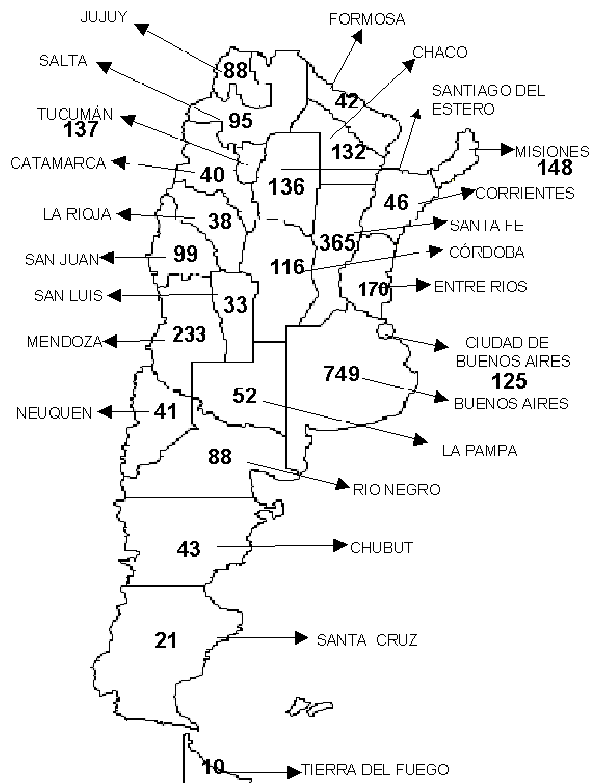 JUJUY
FORMOSA
SALTA
88
CHACO
42
SANTIAGO DEL
ESTERO
TUCUMÁN
137
95
132
MISIONES
148
CATAMARCA
40
136
46
CORRIENTES
LA RIOJA
38
365
SANTA FE
SAN JUAN
99
116
CÓRDOBA
SAN LUIS
33
170
ENTRE RIOS
MENDOZA
233
CIUDAD DE
BUENOS AIRES
125
749
BUENOS AIRES
NEUQUEN
41
52
LA PAMPA
88
RIO NEGRO
43
CHUBUT
21
SANTA CRUZ
10
TIERRA DEL FUEGO